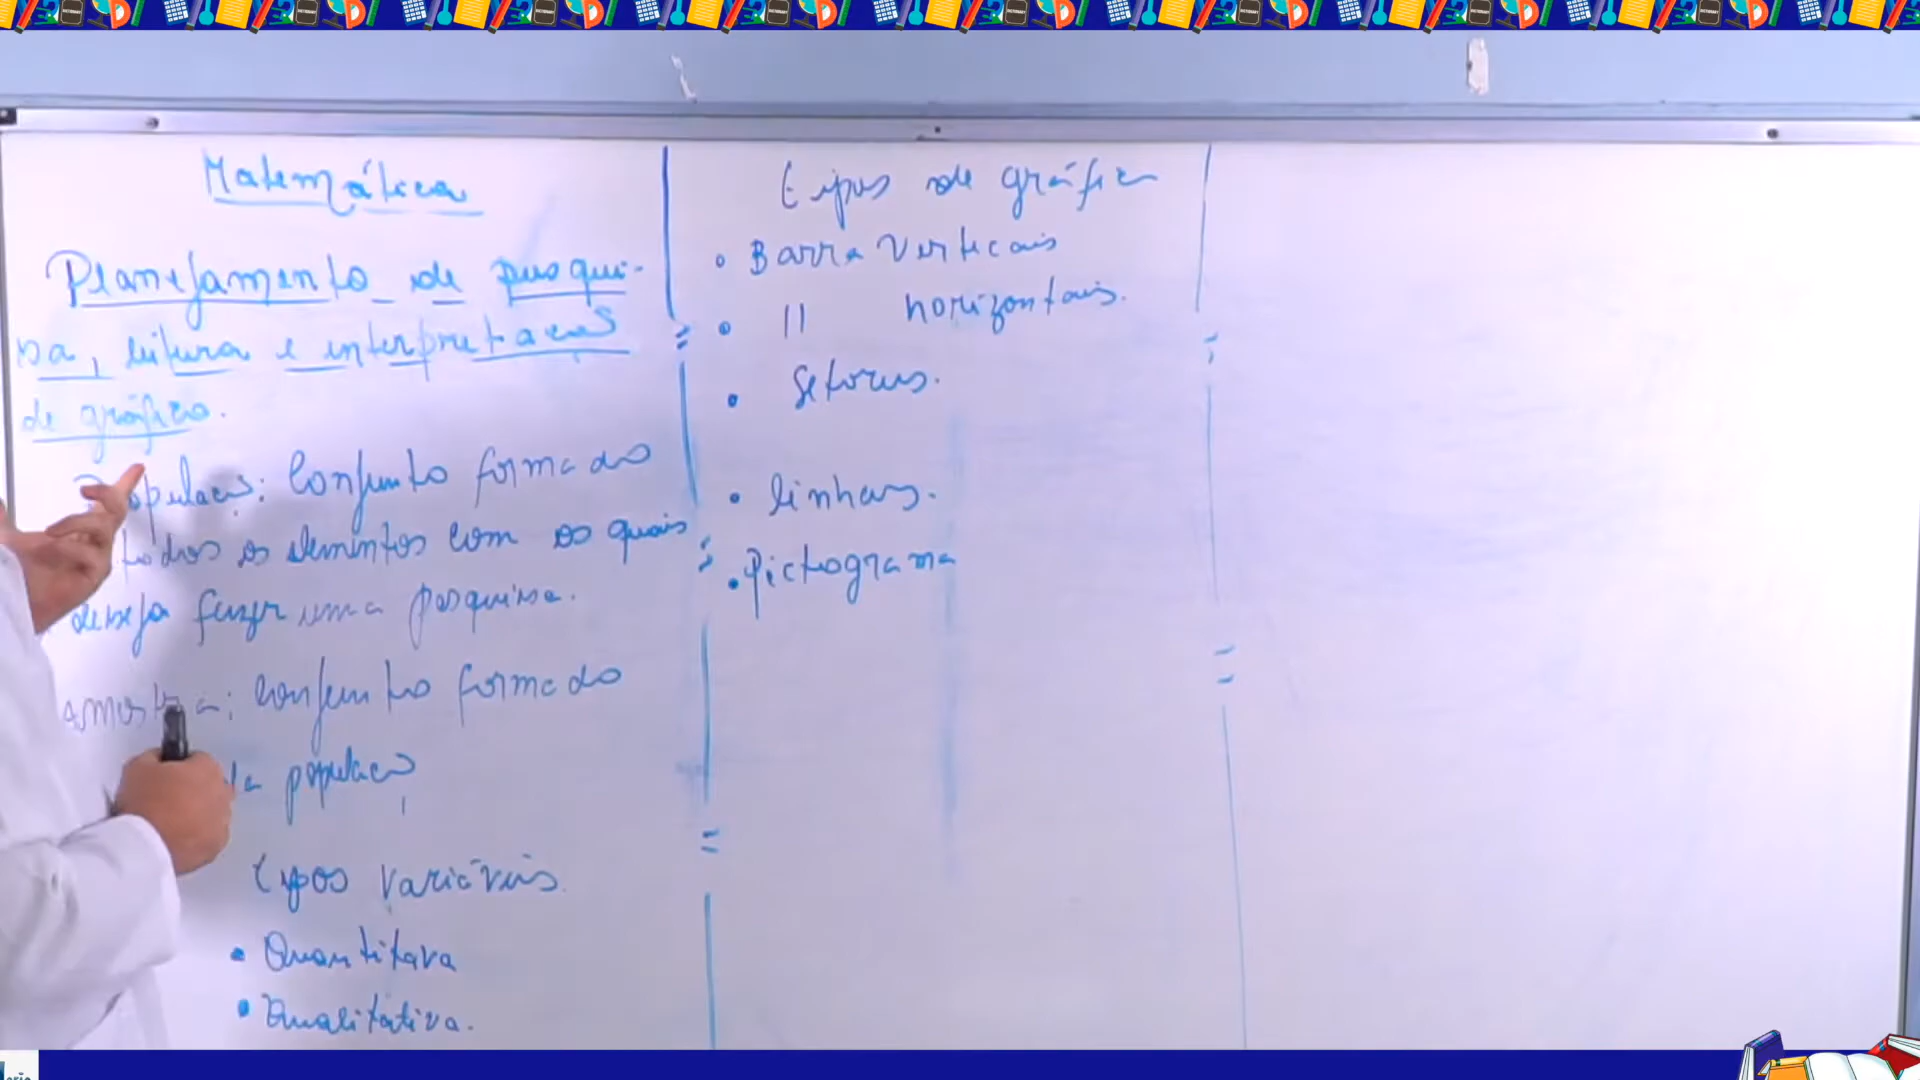 Matemática
Planejamento de pesqui-
sa, leitura e interpretação
de gráfico.
População: Conjunto formado
todos os elementos com os quais
deseja fazer uma pesquisa.
Amostra: conjunto formado
da população
tipos variáveis.
• Quantitava
• Qualitativa.
tipos de gráfico
• Barra Verticais
• " horizontais.
• Setores.
• linhas.
• Pictograma